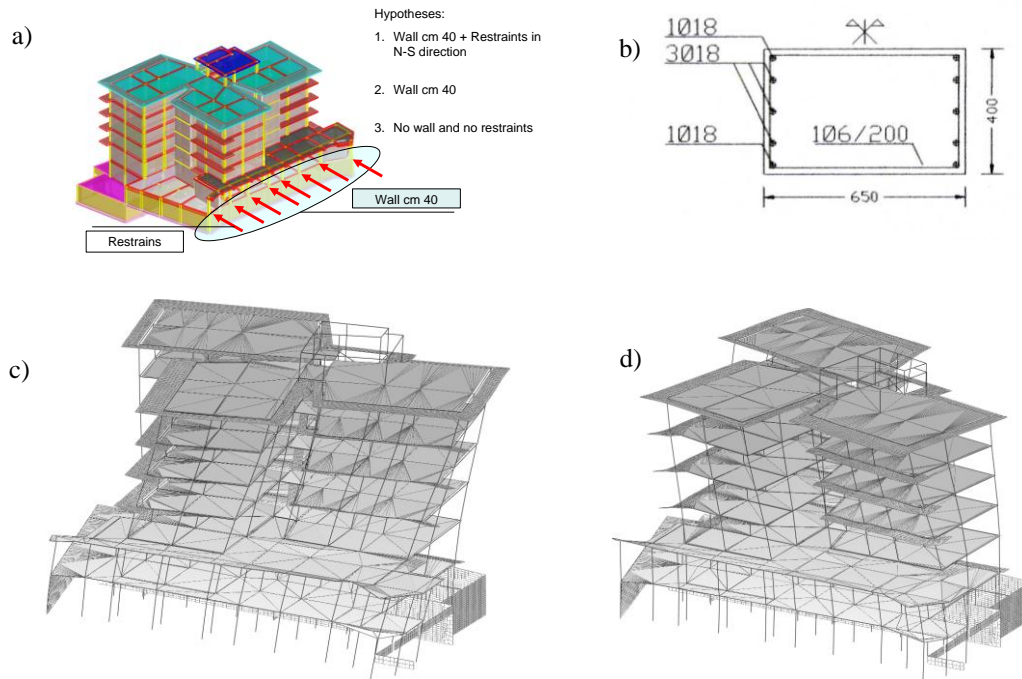 a)
Hypotheses:
1. Wall cm 40 + Restraints in
N-S direction
2. Wall cm 40
3. No wall and no restraints
Wall cm 40
Restrains
b)
1Ø18
3Ø18
1Ø18
1Ø6/200
400
650
c)
d)